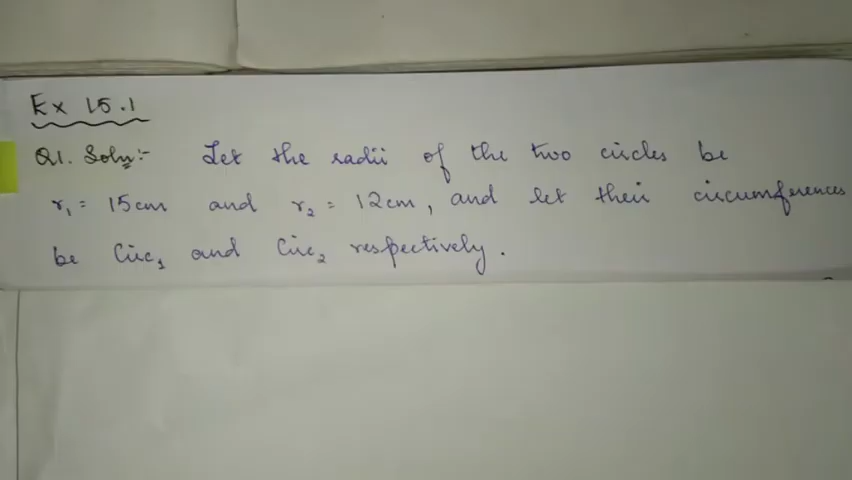 Ex 15.1
Q1. Soln:- Let the radii of the two circles be
r₁ = 15cm and r₂ = 12cm, and let their circumferences
be Circ₁ and Circ₂ respectively.